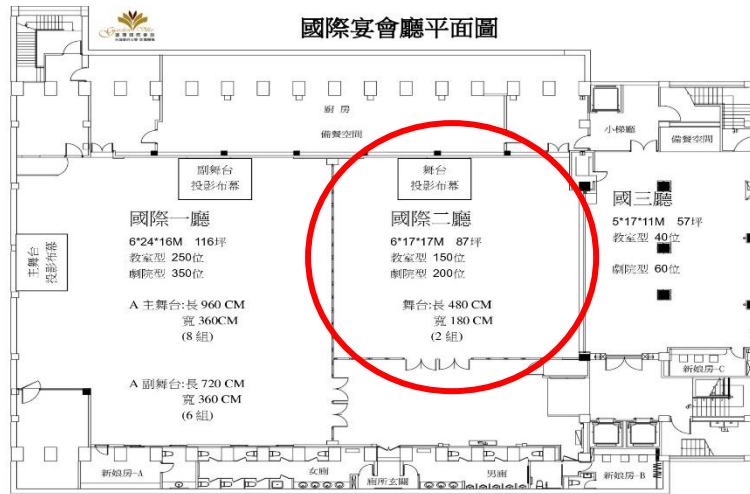 國際宴會廳平面圖
廚 房
備餐空間
小梯廳
備餐空間
副舞台
投影布幕
舞台
投影布幕
主舞台
投影布幕
國際一廳
6*24*16M 116坪
教室型 250位
劇院型 350位
A 主舞台:長 960 CM
寬 360CM
(8 組)
A 副舞台:長 720 CM
寬 360 CM
(6 組)
國際二廳
6*17*17M 87坪
教室型 150位
劇院型 200位
舞台:長 480 CM
寬 180 CM
(2 組)
國三廳
5*17*11M 57坪
教室型 40位
劇院型 60位
新娘房-C
新娘房-A
女廁
廁所玄關
男廁
新娘房-B